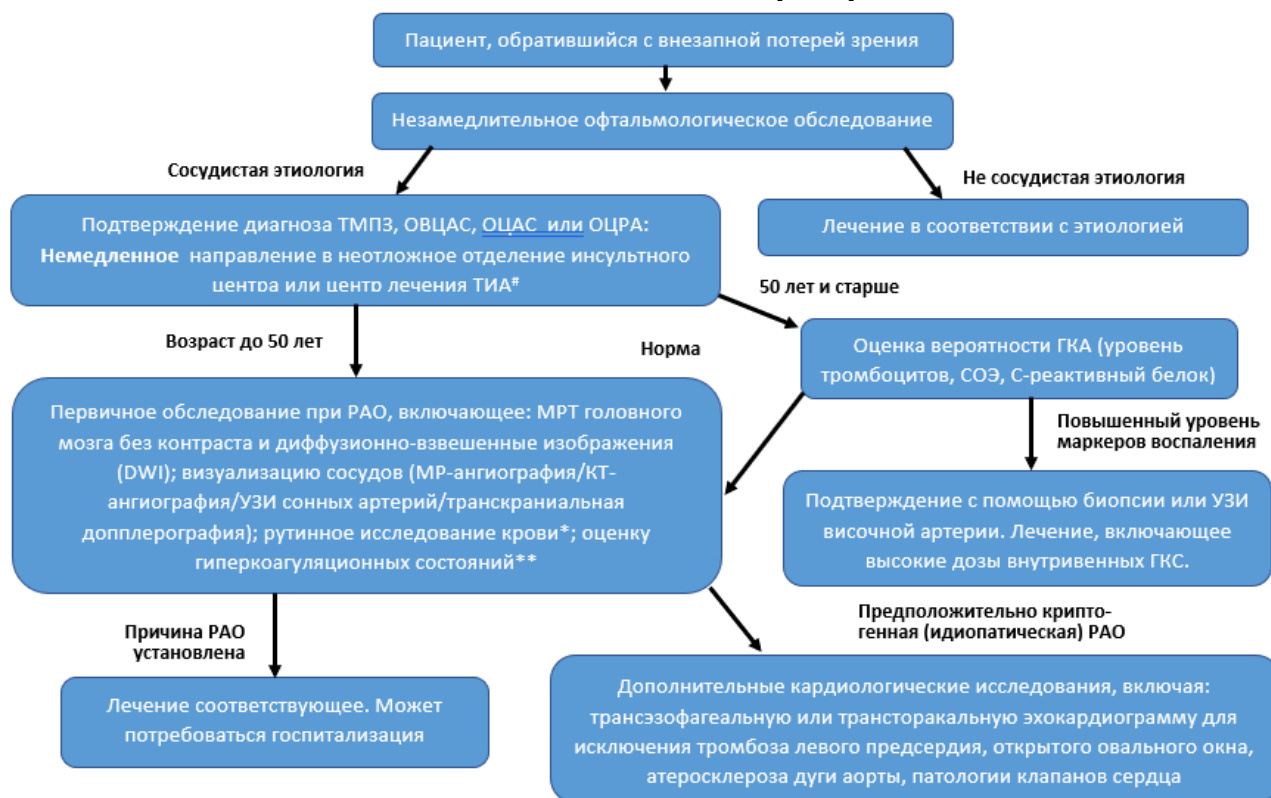 Пациент, обратившийся с внезапной потерей зрения
Незамедлительное офтальмологическое обследование
Сосудистая этиология
Не сосудистая этиология
Подтверждение диагноза ТМПЗ, ОВЦАС, ОЦАС или ОЦРА:
Немедленное направление в неотложное отделение инсультного
центра или центр лечения ТИА#
Лечение в соответствии с этиологией
50 лет и старше
Возраст до 50 лет
Норма
Оценка вероятности ГКА (уровень
тромбоцитов, СОЭ, С-реактивный белок)
Первичное обследование при РАО, включающее: МРТ головного
мозга без контраста и диффузионно-взвешенные изображения
(DWI); визуализацию сосудов (МР-ангиография/КТ-
ангиография/УЗИ сонных артерий/транскраниальная
допплерография); рутинное исследование крови*; оценку
гиперкоагуляционных состояний**
Повышенный уровень
маркеров воспаления
Подтверждение с помощью биопсии или УЗИ
височной артерии. Лечение, включающее
высокие дозы внутривенных ГКС.
Причина РАО
установлена
Предположительно крипто-
генная (идиопатическая) РАО
Лечение соответствующее. Может
потребоваться госпитализация
Дополнительные кардиологические исследования, включая:
трансэзофагеальную или трансторакальную эхокардиограмму для
исключения тромбоза левого предсердия, открытого овального окна,
атеросклероза дуги аорты, патологии клапанов сердца